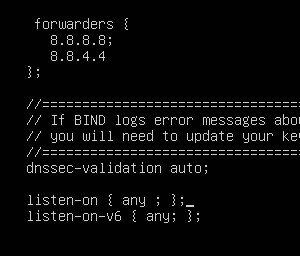 forwarders {
8.8.8.8;
8.8.4.4
};
//===============================
// If BIND logs error messages abo
// you will need to update your ke
//===============================
dnssec-validation auto;
listen-on { any ; };_
listen-on-v6 { any; };